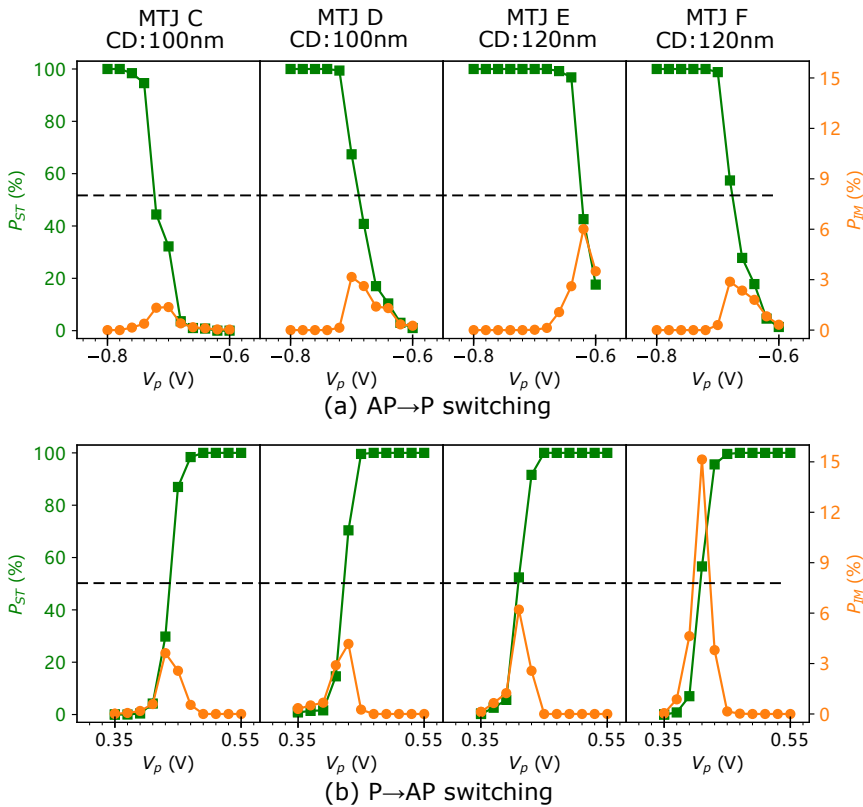 MTJ C MTJ D MTJ E MTJ F
CD:100nm CD:100nm CD:120nm CD:120nm
100
80
60
40
20
0
P_ST (%)
15
12
9
6
3
0
P_IM (%)
−0.8 −0.6 −0.8 −0.6 −0.8 −0.6 −0.8 −0.6
V_p (V) V_p (V) V_p (V) V_p (V)
(a) AP→P switching
100
80
60
40
20
0
P_ST (%)
15
12
9
6
3
0
P_IM (%)
0.35 0.55 0.35 0.55 0.35 0.55 0.35 0.55
V_p (V) V_p (V) V_p (V) V_p (V)
(b) P→AP switching